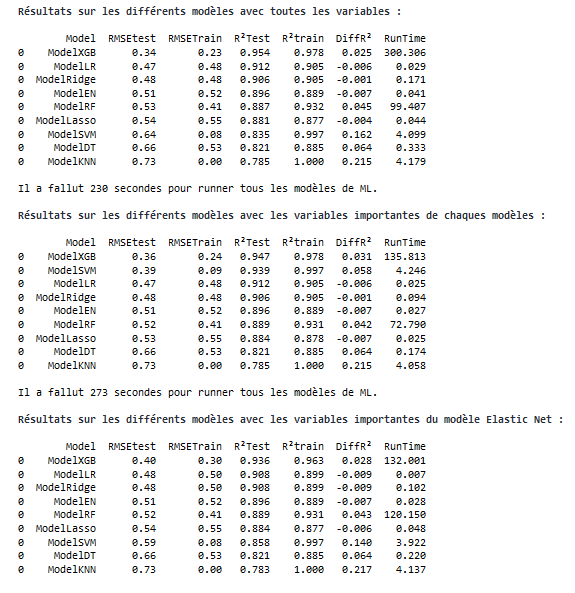 Résultats sur les différents modèles avec toutes les variables :
Model RMSEtest RMSETrain R²Test R²train DiffR² RunTime
0 ModelXGB 0.34 0.23 0.954 0.978 0.025 300.306
0 ModelLR 0.47 0.48 0.912 0.905 -0.006 0.029
0 ModelRidge 0.48 0.48 0.906 0.905 -0.001 0.171
0 ModelEN 0.51 0.52 0.896 0.889 -0.007 0.041
0 ModelRF 0.53 0.41 0.887 0.932 0.045 99.407
0 ModelLasso 0.54 0.55 0.881 0.877 -0.004 0.044
0 ModelSVM 0.64 0.08 0.835 0.997 0.162 4.099
0 ModelDT 0.66 0.53 0.821 0.885 0.064 0.333
0 ModelKNN 0.73 0.00 0.785 1.000 0.215 4.179
Il a fallut 230 secondes pour runner tous les modèles de ML.
Résultats sur les différents modèles avec les variables importantes de chaques modèles :
Model RMSEtest RMSETrain R²Test R²train DiffR² RunTime
0 ModelXGB 0.36 0.24 0.947 0.978 0.031 135.813
0 ModelSVM 0.39 0.09 0.939 0.997 0.058 4.246
0 ModelLR 0.47 0.48 0.912 0.905 -0.006 0.025
0 ModelRidge 0.48 0.48 0.906 0.905 -0.001 0.094
0 ModelEN 0.51 0.52 0.896 0.889 -0.007 0.027
0 ModelRF 0.52 0.41 0.889 0.931 0.042 72.790
0 ModelLasso 0.53 0.55 0.884 0.878 -0.007 0.025
0 ModelDT 0.66 0.53 0.821 0.885 0.064 0.174
0 ModelKNN 0.73 0.00 0.785 1.000 0.215 4.058
Il a fallut 273 secondes pour runner tous les modèles de ML.
Résultats sur les différents modèles avec les variables importantes du modèle Elastic Net :
Model RMSEtest RMSETrain R²Test R²train DiffR² RunTime
0 ModelXGB 0.40 0.30 0.936 0.963 0.028 132.001
0 ModelLR 0.48 0.50 0.908 0.899 -0.009 0.007
0 ModelRidge 0.48 0.50 0.908 0.899 -0.009 0.102
0 ModelEN 0.51 0.52 0.896 0.889 -0.007 0.028
0 ModelRF 0.52 0.41 0.889 0.931 0.043 120.150
0 ModelLasso 0.54 0.55 0.884 0.877 -0.006 0.048
0 ModelSVM 0.59 0.08 0.858 0.997 0.140 3.922
0 ModelDT 0.66 0.53 0.821 0.885 0.064 0.220
0 ModelKNN 0.73 0.00 0.783 1.000 0.217 4.137